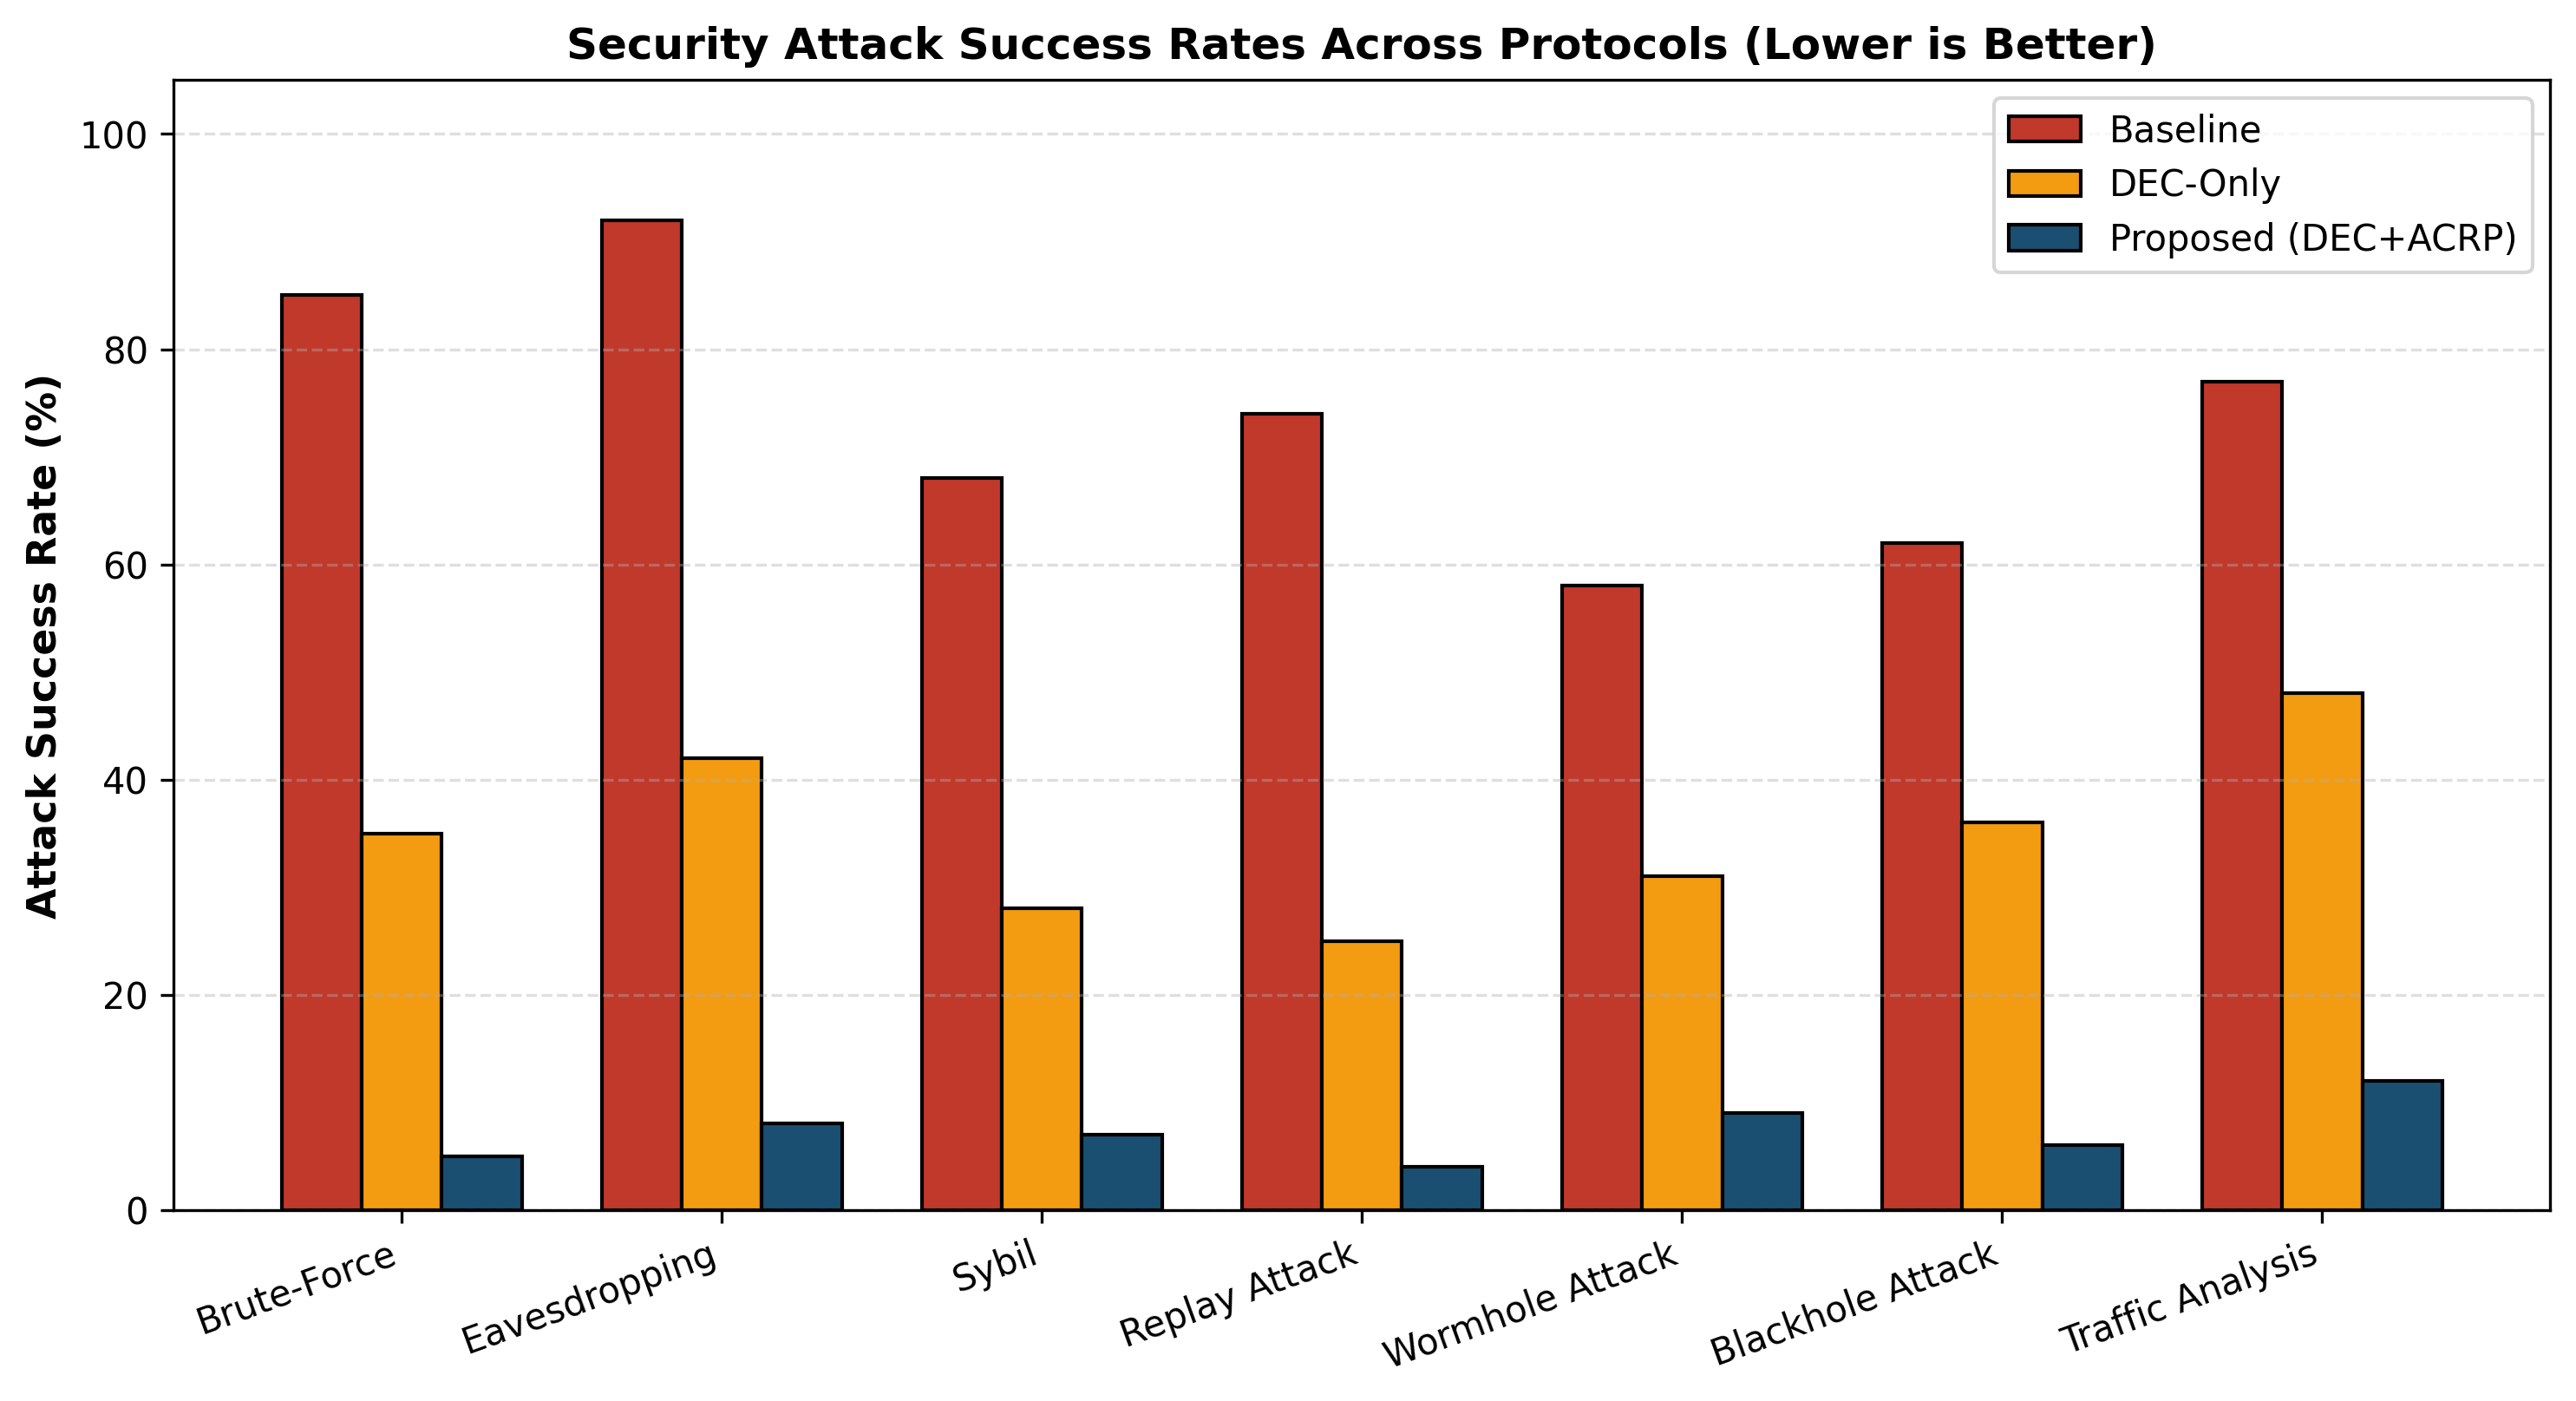 Security Attack Success Rates Across Protocols (Lower is Better)
Baseline
DEC-Only
Proposed (DEC+ACRP)
Attack Success Rate (%)
100
80
60
40
20
0
Brute-Force
Eavesdropping
Sybil
Replay Attack
Wormhole Attack
Blackhole Attack
Traffic Analysis